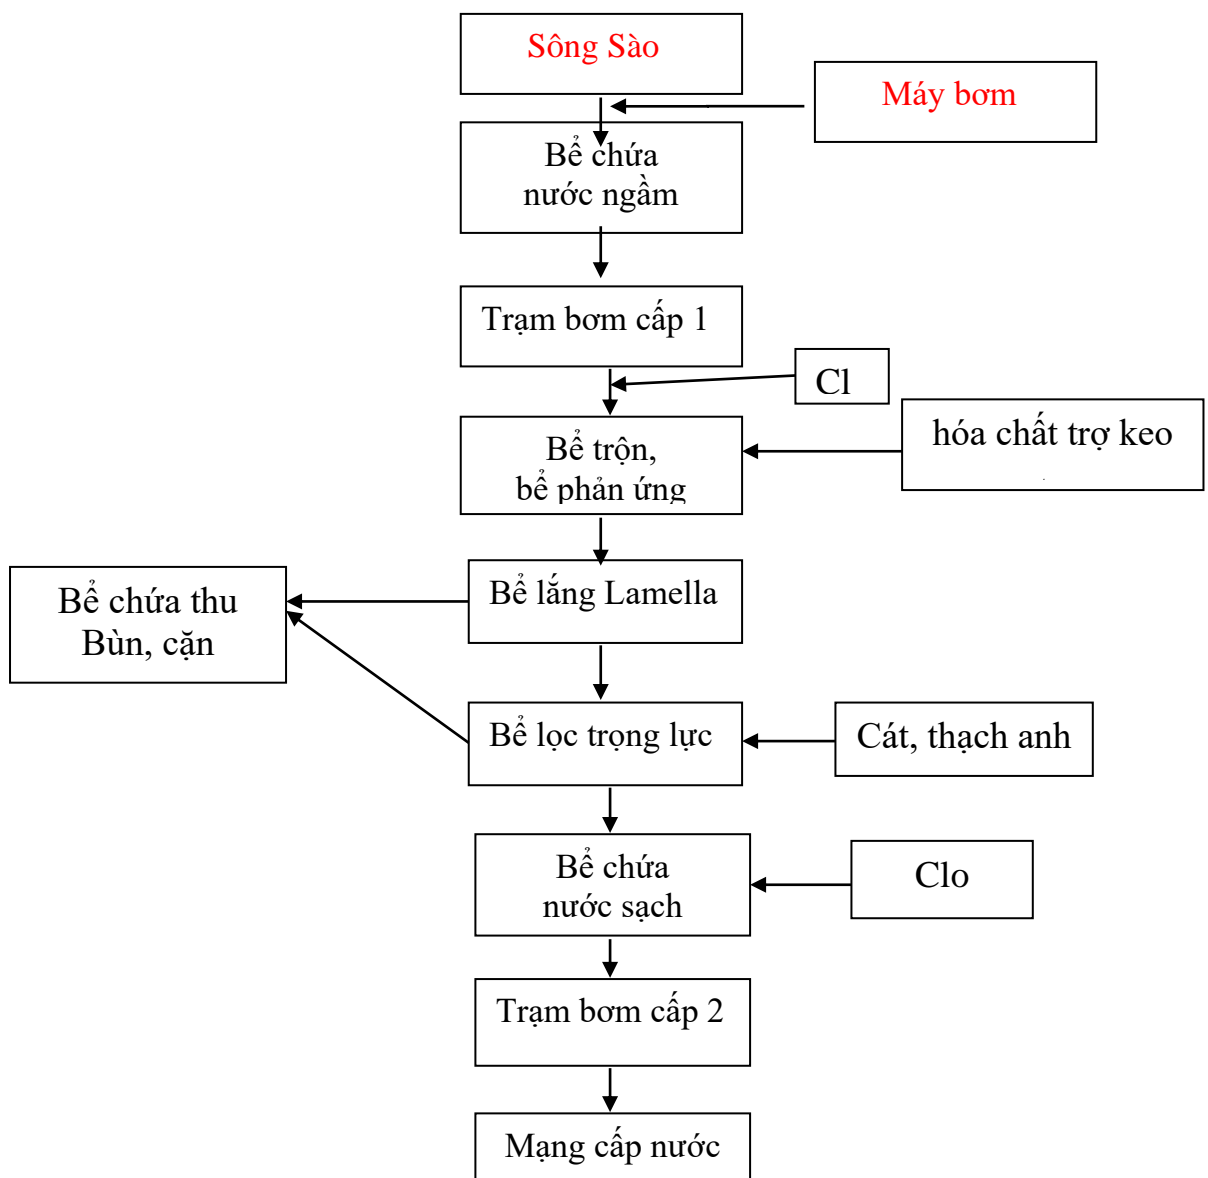 Sông Sào
Máy bơm
Bể chứa
nước ngầm
Trạm bơm cấp 1
Cl
hóa chất trợ keo
Bể trộn,
bể phản ứng
Bể lắng Lamella
Bể chứa thu
Bùn, cặn
Bể lọc trọng lực
Cát, thạch anh
Bể chứa
nước sạch
Clo
Trạm bơm cấp 2
Mạng cấp nước